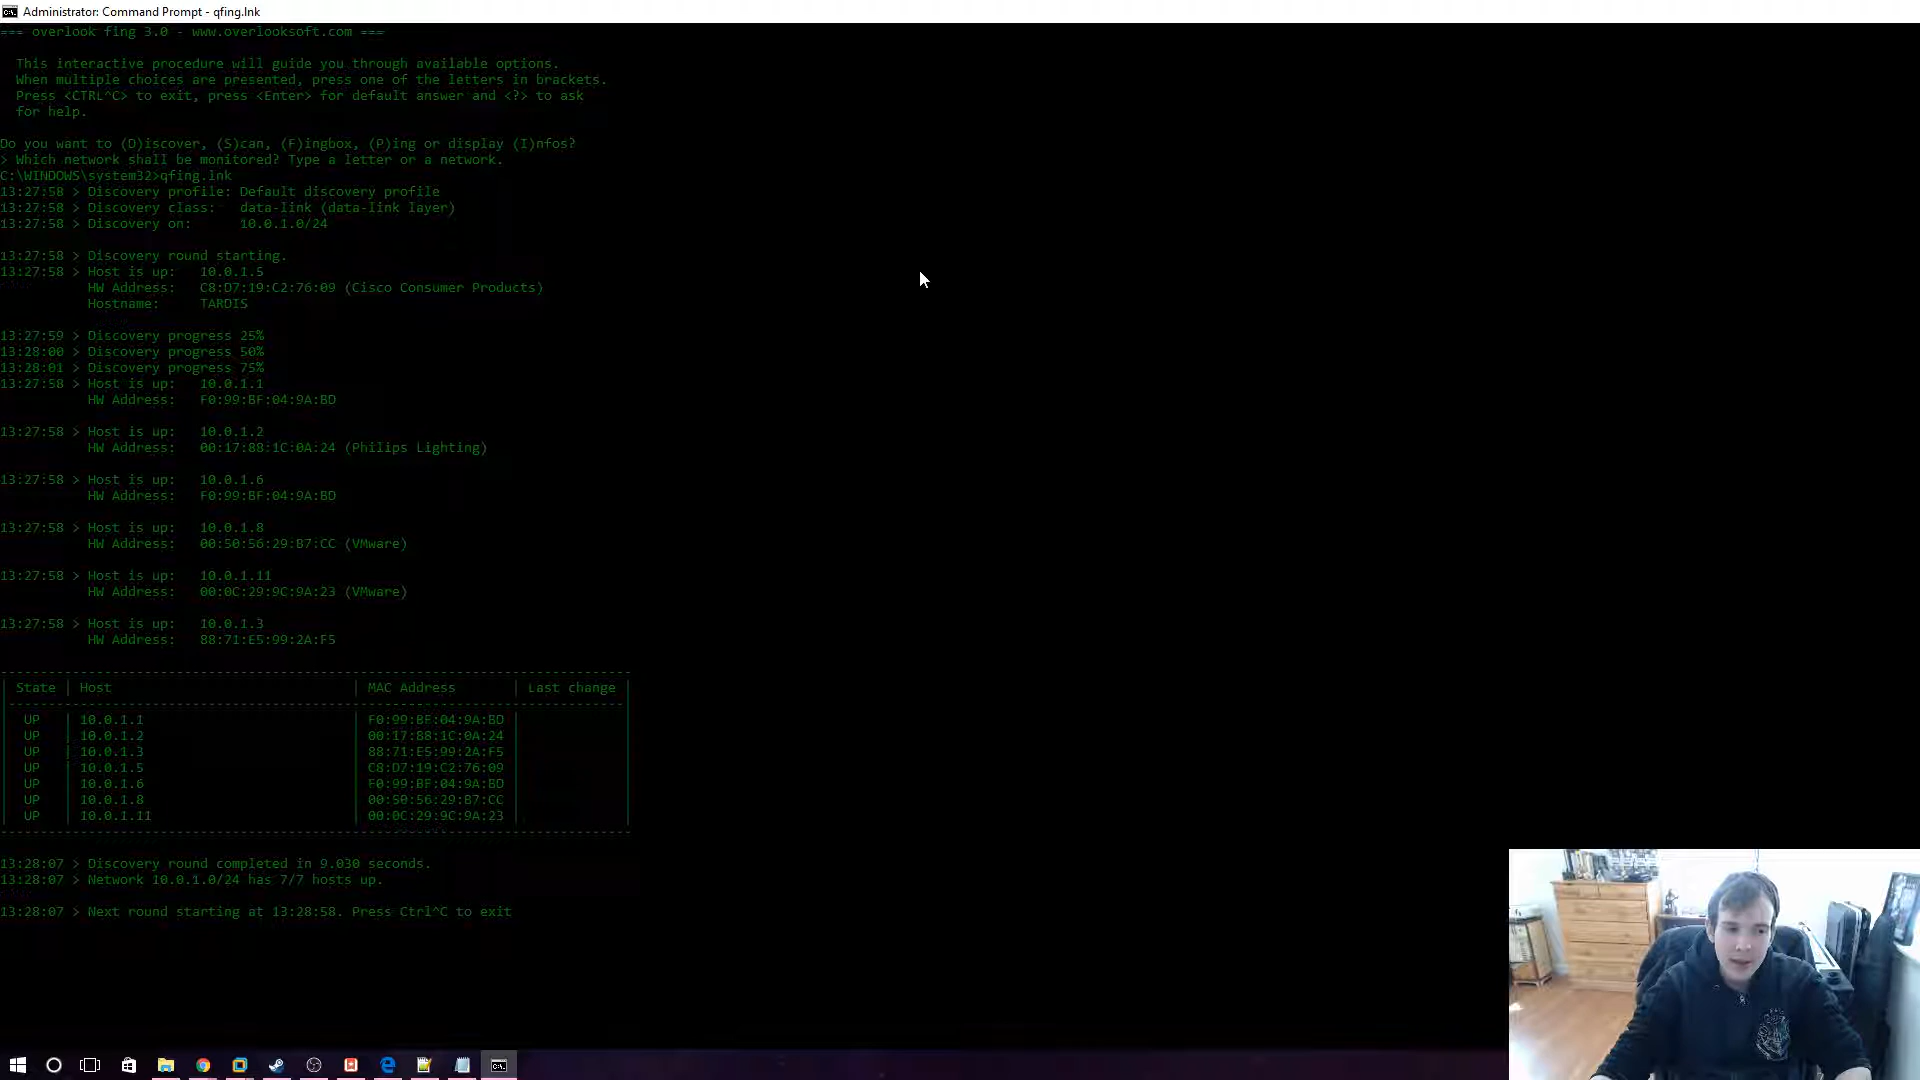 Administrator: Command Prompt - qfing.lnk
=== overlook fing 3.0 - www.overlooksoft.com ===
This interactive procedure will guide you through available options.
When multiple choices are presented, press one of the letters in brackets.
Press <CTRL^C> to exit, press <Enter> for default answer and <?> to ask
for help.
Do you want to (D)iscover, (S)can, (F)ingbox, (P)ing or display (I)nfos?
> Which network shall be monitored? Type a letter or a network.
C:\WINDOWS\system32>qfing.lnk
13:27:58 > Discovery profile: Default discovery profile
13:27:58 > Discovery class:   data-link (data-link layer)
13:27:58 > Discovery on:      10.0.1.0/24
13:27:58 > Discovery round starting.
13:27:58 > Host is up:   10.0.1.5
HW Address:   C8:D7:19:C2:76:09 (Cisco Consumer Products)
Hostname:     TARDIS
13:27:59 > Discovery progress 25%
13:28:00 > Discovery progress 50%
13:28:01 > Discovery progress 75%
13:27:58 > Host is up:   10.0.1.1
HW Address:   F0:99:BF:04:9A:BD
13:27:58 > Host is up:   10.0.1.2
HW Address:   00:17:88:1C:0A:24 (Philips Lighting)
13:27:58 > Host is up:   10.0.1.6
HW Address:   F0:99:BF:04:9A:BD
13:27:58 > Host is up:   10.0.1.8
HW Address:   00:50:56:29:B7:CC (VMware)
13:27:58 > Host is up:   10.0.1.11
HW Address:   00:0C:29:9C:9A:23 (VMware)
13:27:58 > Host is up:   10.0.1.3
HW Address:   88:71:E5:99:2A:F5
| State | Host | MAC Address | Last change |
| UP | 10.0.1.1 | F0:99:BF:04:9A:BD |
| UP | 10.0.1.2 | 00:17:88:1C:0A:24 |
| UP | 10.0.1.3 | 88:71:E5:99:2A:F5 |
| UP | 10.0.1.5 | C8:D7:19:C2:76:09 |
| UP | 10.0.1.6 | F0:99:BF:04:9A:BD |
| UP | 10.0.1.8 | 00:50:56:29:B7:CC |
| UP | 10.0.1.11 | 00:0C:29:9C:9A:23 |
13:28:07 > Discovery round completed in 9.030 seconds.
13:28:07 > Network 10.0.1.0/24 has 7/7 hosts up.
13:28:07 > Next round starting at 13:28:58. Press Ctrl^C to exit